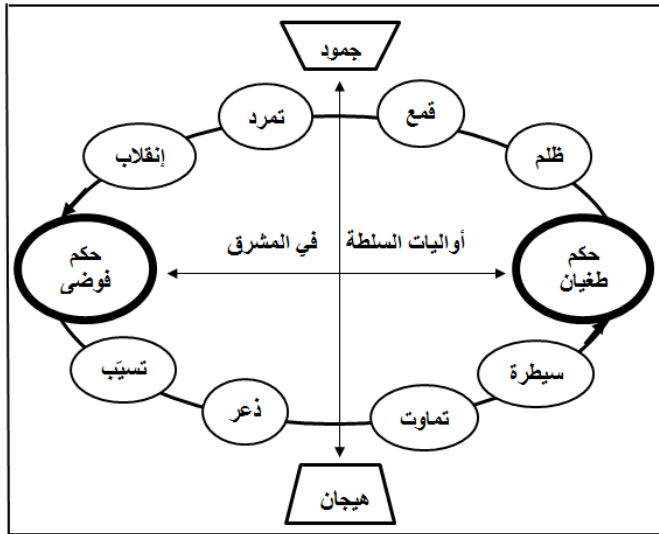 جمود
قمع
تمرد
ظلم
إنقلاب
أواليات السلطة في المشرق
حكم
طغيان
حكم
فوضى
سيطرة
تسيّب
تماوت
ذعر
هيجان